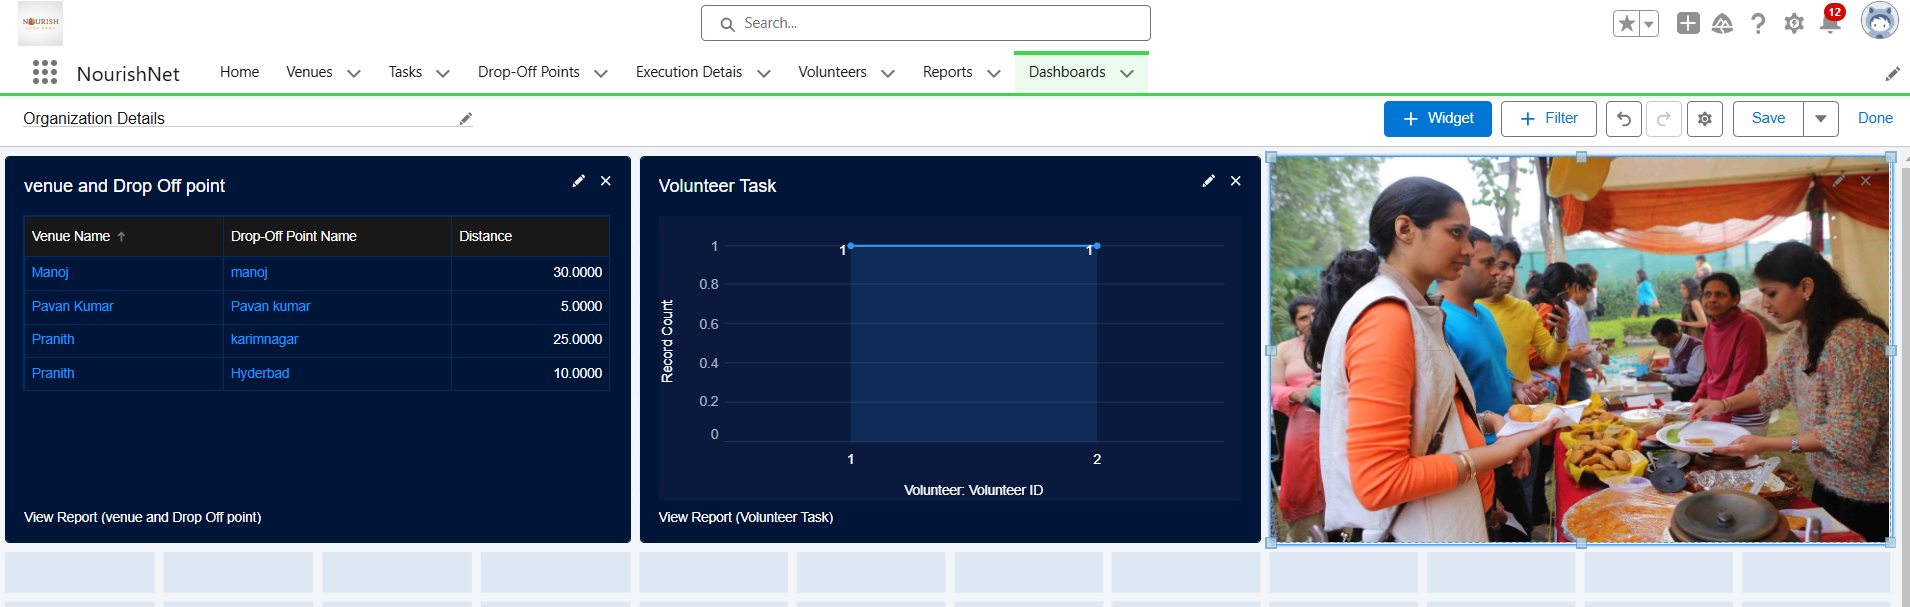 NOURISH
Search...
12
NourishNet
Home
Venues
Tasks
Drop-Off Points
Execution Detais
Volunteers
Reports
Dashboards
Organization Details
+ Widget
+ Filter
Save
Done
venue and Drop Off point
Venue Name ↑ Drop-Off Point Name Distance
Manoj manoj 30.0000
Pavan Kumar Pavan kumar 5.0000
Pranith karimnagar 25.0000
Pranith Hyderbad 10.0000
View Report (venue and Drop Off point)
Volunteer Task
Record Count
1
0.8
0.6
0.4
0.2
0
1
1
1
2
Volunteer: Volunteer ID
View Report (Volunteer Task)